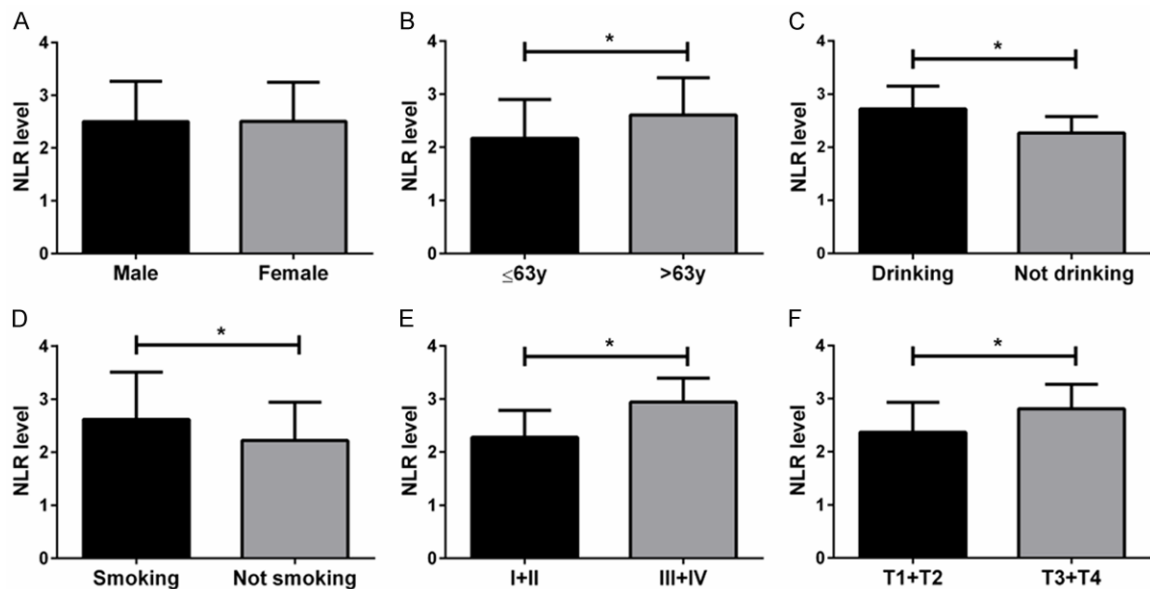 A
NLR level
4
3
2
1
0
Male Female
B
NLR level
4
3
2
1
0
*
≤63y >63y
C
NLR level
4
3
2
1
0
*
Drinking Not drinking
D
NLR level
4
3
2
1
0
*
Smoking Not smoking
E
NLR level
4
3
2
1
0
*
I+II III+IV
F
NLR level
4
3
2
1
0
*
T1+T2 T3+T4